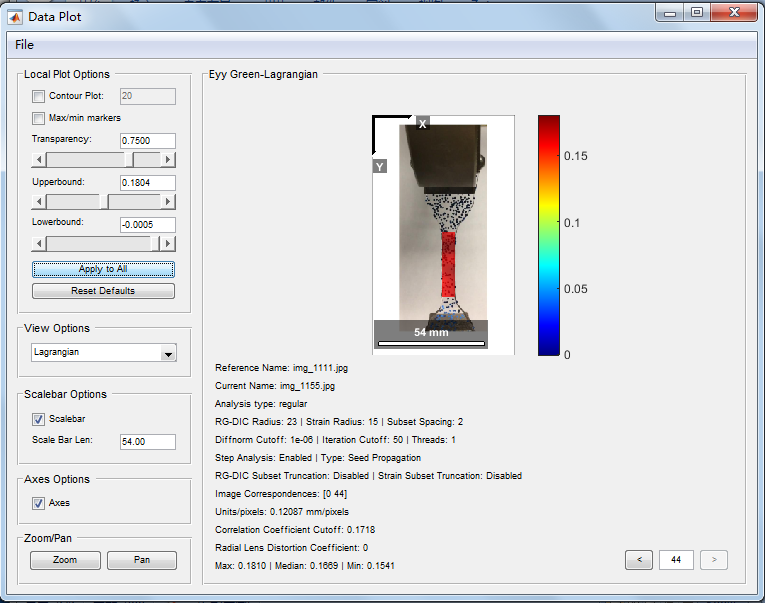 Data Plot
File
Local Plot Options
Contour Plot: 20
Max/min markers
Transparency: 0.7500
Upperbound: 0.1804
Lowerbound: -0.0005
Apply to All
Reset Defaults
View Options
Lagrangian
Scalebar Options
Scalebar
Scale Bar Len: 54.00
Axes Options
Axes
Zoom/Pan
Zoom Pan
Eyy Green-Lagrangian
X
Y
54 mm
0.15
0.1
0.05
0
Reference Name: img_1111.jpg
Current Name: img_1155.jpg
Analysis type: regular
RG-DIC Radius: 23 | Strain Radius: 15 | Subset Spacing: 2
Diffnorm Cutoff: 1e-06 | Iteration Cutoff: 50 | Threads: 1
Step Analysis: Enabled | Type: Seed Propagation
RG-DIC Subset Truncation: Disabled | Strain Subset Truncation: Disabled
Image Correspondences: [0 44]
Units/pixels: 0.12087 mm/pixels
Correlation Coefficient Cutoff: 0.1718
Radial Lens Distortion Coefficient: 0
Max: 0.1810 | Median: 0.1669 | Min: 0.1541
< 44 >